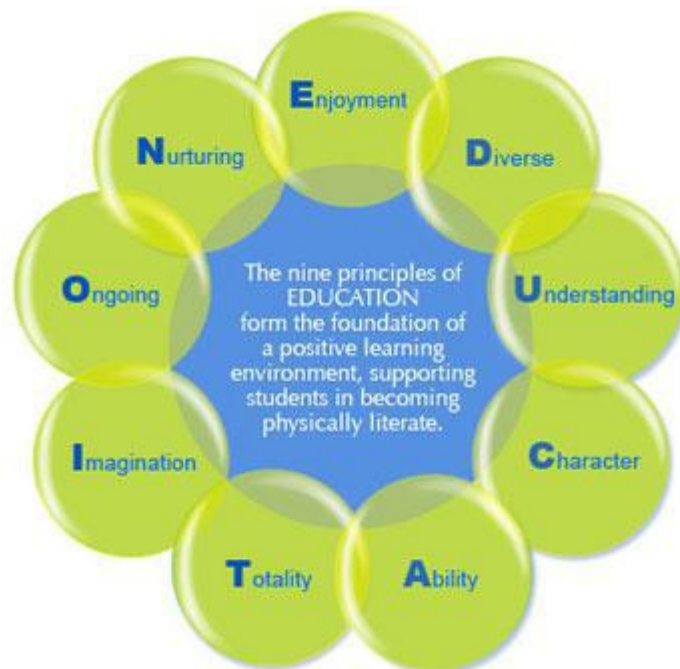 Enjoyment
Diverse
Understanding
Character
Ability
Totality
Imagination
Ongoing
Nurturing
The nine principles of
EDUCATION
form the foundation of
a positive learning
environment, supporting
students in becoming
physically literate.